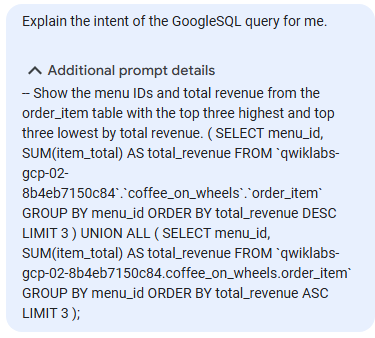 Explain the intent of the GoogleSQL query for me.
Additional prompt details
-- Show the menu IDs and total revenue from the
order_item table with the top three highest and top
three lowest by total revenue. ( SELECT menu_id,
SUM(item_total) AS total_revenue FROM `qwiklabs-
gcp-02-
8b4eb7150c84`.`coffee_on_wheels`.`order_item`
GROUP BY menu_id ORDER BY total_revenue DESC
LIMIT 3 ) UNION ALL ( SELECT menu_id,
SUM(item_total) AS total_revenue FROM `qwiklabs-
gcp-02-8b4eb7150c84.coffee_on_wheels.order_item`
GROUP BY menu_id ORDER BY total_revenue ASC
LIMIT 3 );